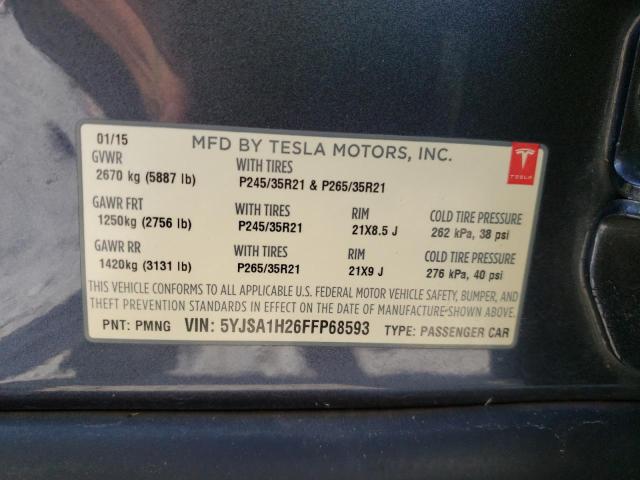 01/15 MFD BY TESLA MOTORS, INC.
TESLA
GVWR WITH TIRES
2670 kg (5887 lb) P245/35R21 & P265/35R21
GAWR FRT WITH TIRES RIM COLD TIRE PRESSURE
1250kg (2756 lb) P245/35R21 21X8.5 J 262 kPa, 38 psi
GAWR RR WITH TIRES RIM COLD TIRE PRESSURE
1420kg (3131 lb) P265/35R21 21X9 J 276 kPa, 40 psi
THIS VEHICLE CONFORMS TO ALL APPLICABLE U.S. FEDERAL MOTOR VEHICLE SAFETY, BUMPER, AND
THEFT PREVENTION STANDARDS IN EFFECT ON THE DATE OF MANUFACTURE SHOWN ABOVE.
PNT: PMNG VIN: 5YJSA1H26FFP68593 TYPE: PASSENGER CAR